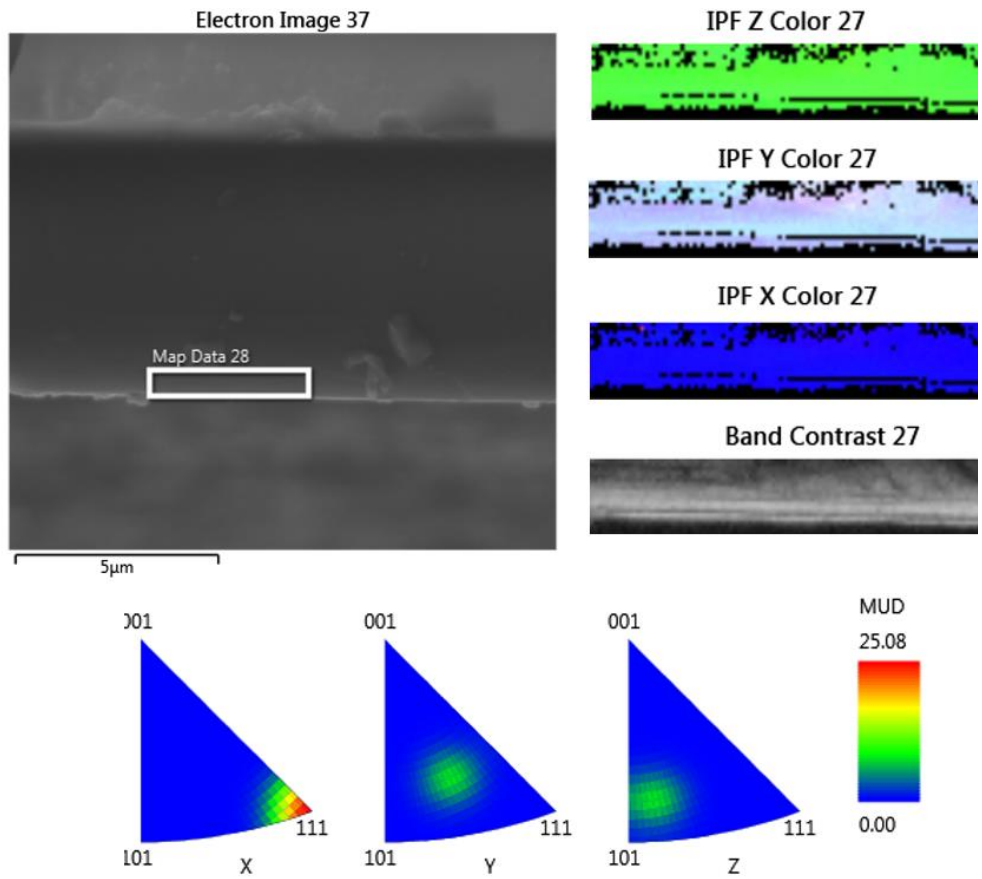 Electron Image 37
Map Data 28
5μm
IPF Z Color 27
IPF Y Color 27
IPF X Color 27
Band Contrast 27
001
111
101
X
001
111
101
Y
001
111
101
Z
MUD
25.08
0.00